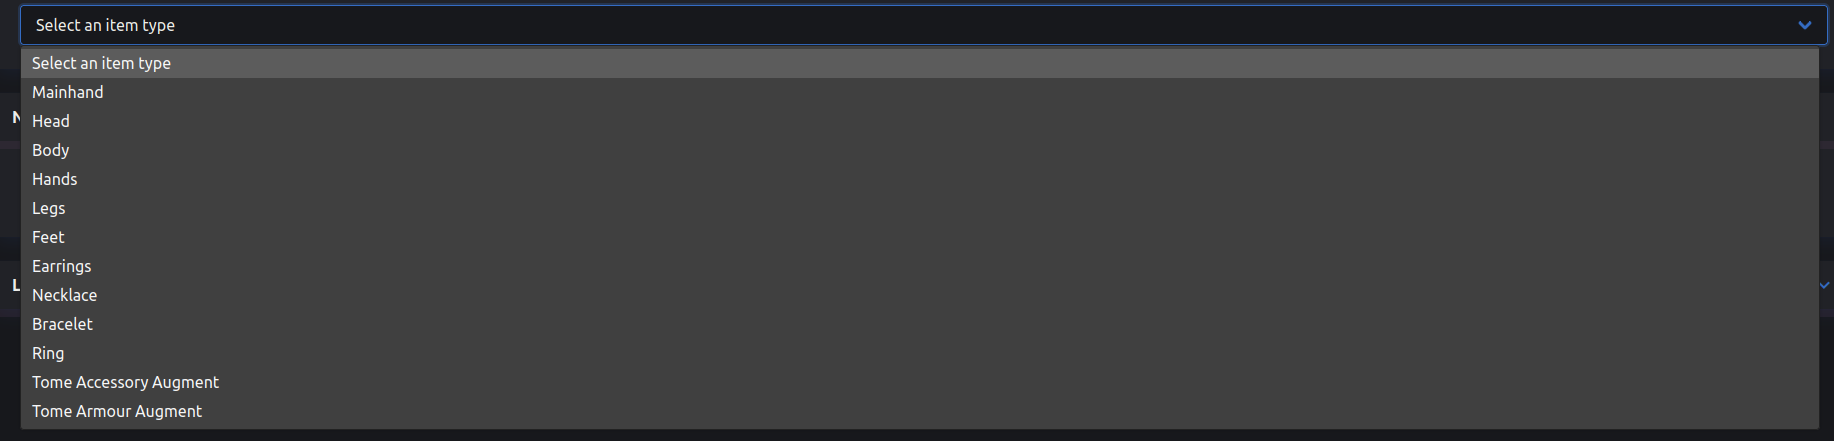 Select an item type
Select an item type
Mainhand
Head
Body
Hands
Legs
Feet
Earrings
Necklace
Bracelet
Ring
Tome Accessory Augment
Tome Armour Augment